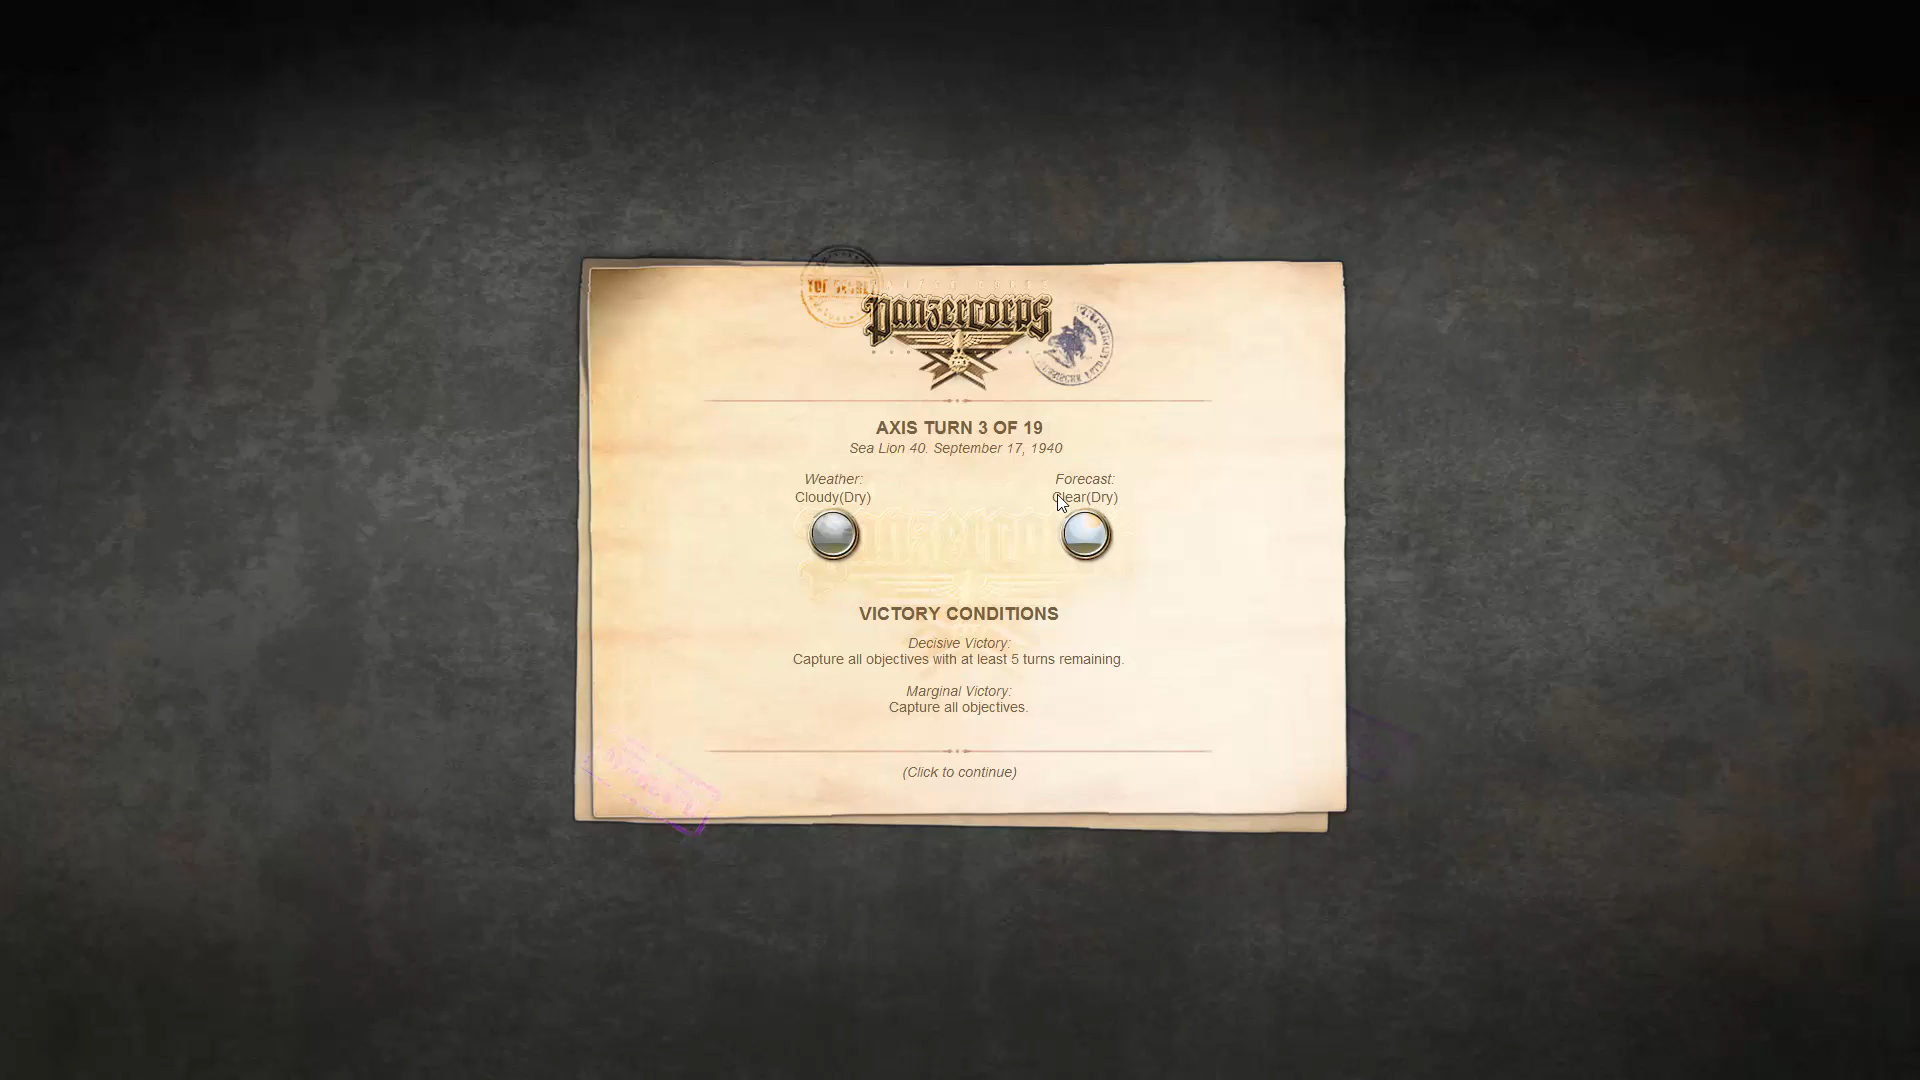 TOP SECRET
Panzercorps
AXIS TURN 3 OF 19
Sea Lion 40. September 17, 1940
Weather:
Cloudy(Dry)
Forecast:
Clear(Dry)
VICTORY CONDITIONS
Decisive Victory:
Capture all objectives with at least 5 turns remaining.
Marginal Victory:
Capture all objectives.
(Click to continue)